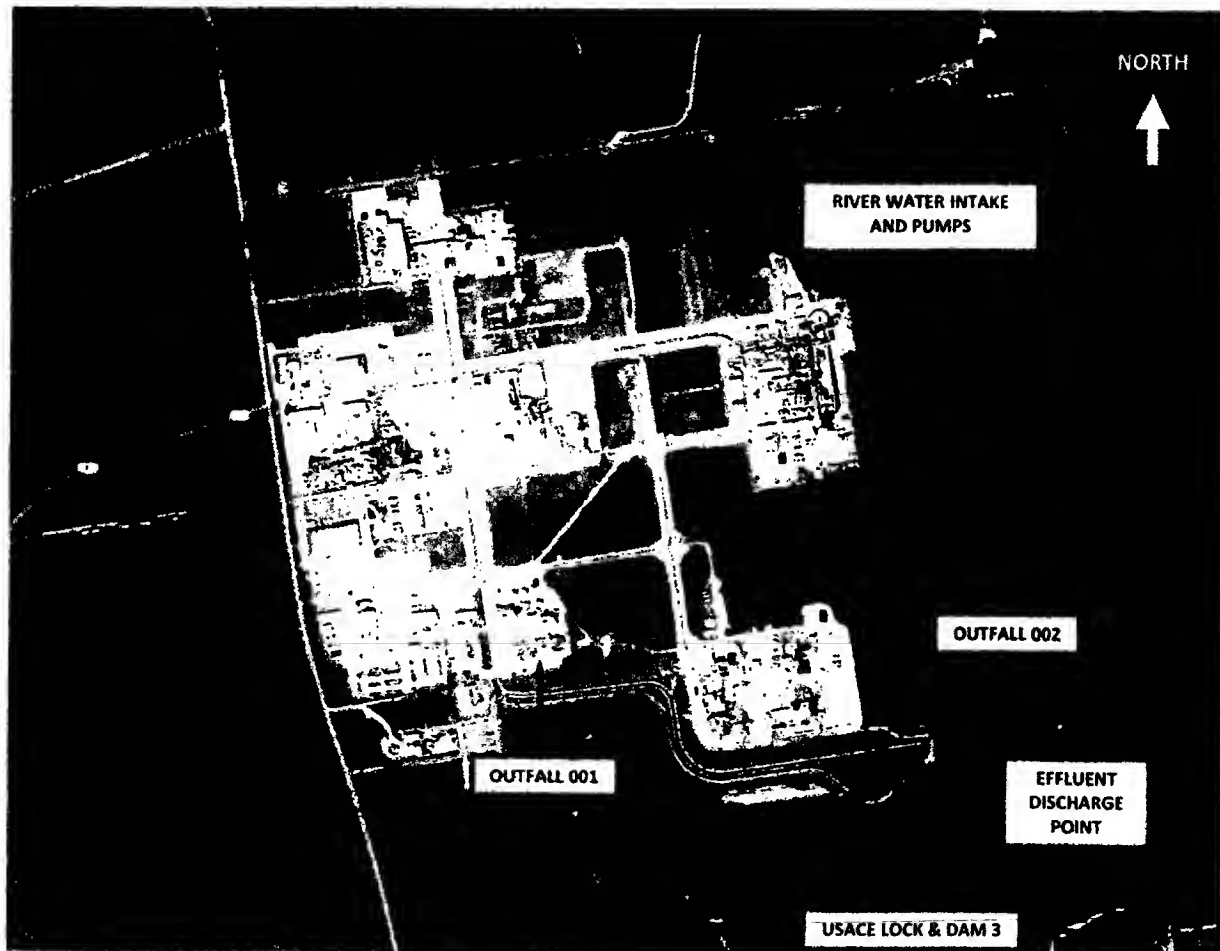 NORTH
RIVER WATER INTAKE
AND PUMPS
OUTFALL 002
OUTFALL 001
EFFLUENT
DISCHARGE
POINT
USACE LOCK & DAM 3